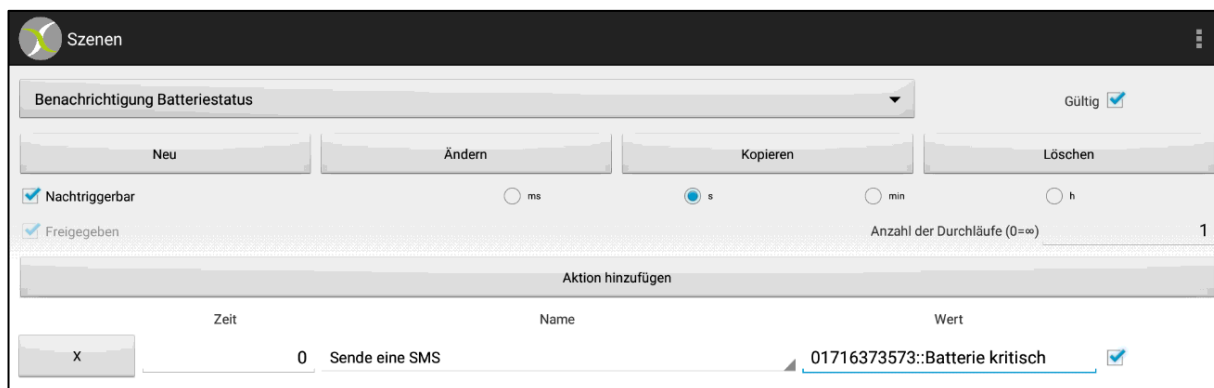 Szenen
Benachrichtigung Batteriestatus Gültig
Neu Ändern Kopieren Löschen
Nachtriggerbar ms s min h
Freigegeben Anzahl der Durchläufe (0=∞) 1
Aktion hinzufügen
Zeit Name Wert
X 0 Sende eine SMS 01716373573::Batterie kritisch